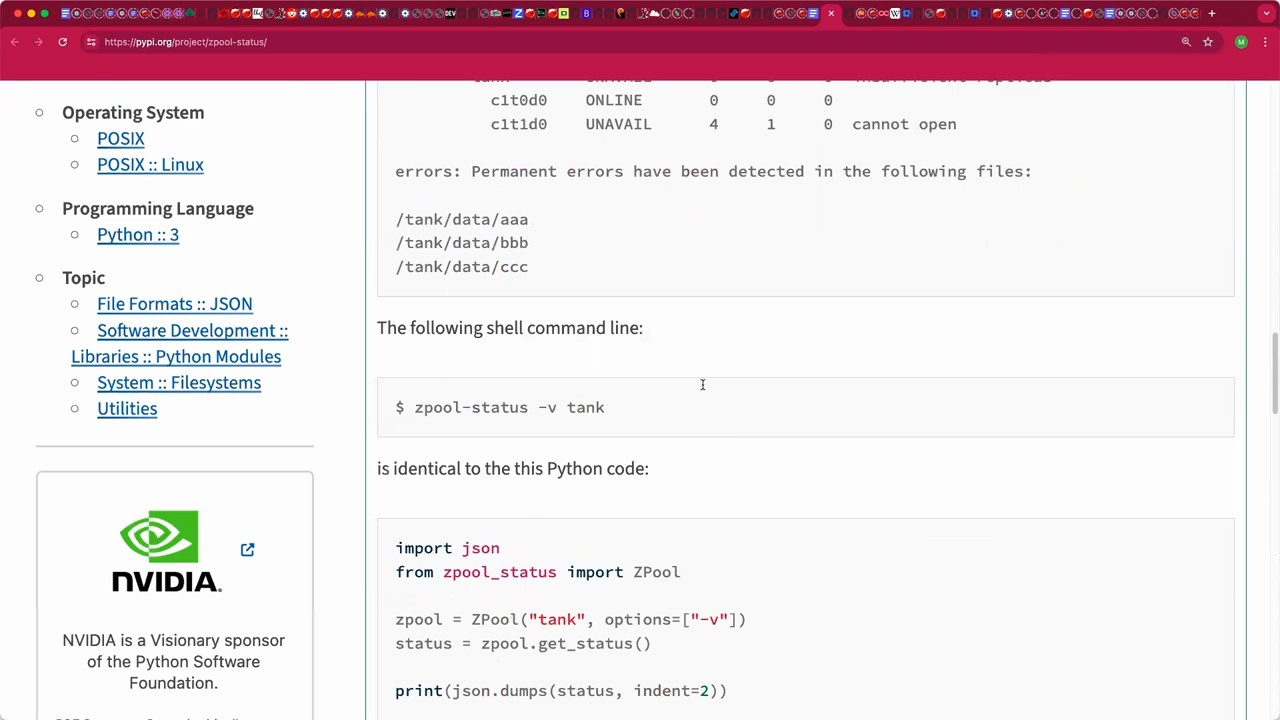 https://pypi.org/project/zpool-status/
M
Operating System
POSIX
POSIX :: Linux
Programming Language
Python :: 3
Topic
File Formats :: JSON
Software Development ::
Libraries :: Python Modules
System :: Filesystems
Utilities
NVIDIA.
NVIDIA is a Visionary sponsor
of the Python Software
Foundation.
c1t0d0 ONLINE 0 0 0
c1t1d0 UNAVAIL 4 1 0 cannot open
errors: Permanent errors have been detected in the following files:
/tank/data/aaa
/tank/data/bbb
/tank/data/ccc
The following shell command line:
$ zpool-status -v tank
is identical to the this Python code:
import json
from zpool_status import ZPool
zpool = ZPool("tank", options=["-v"])
status = zpool.get_status()
print(json.dumps(status, indent=2))